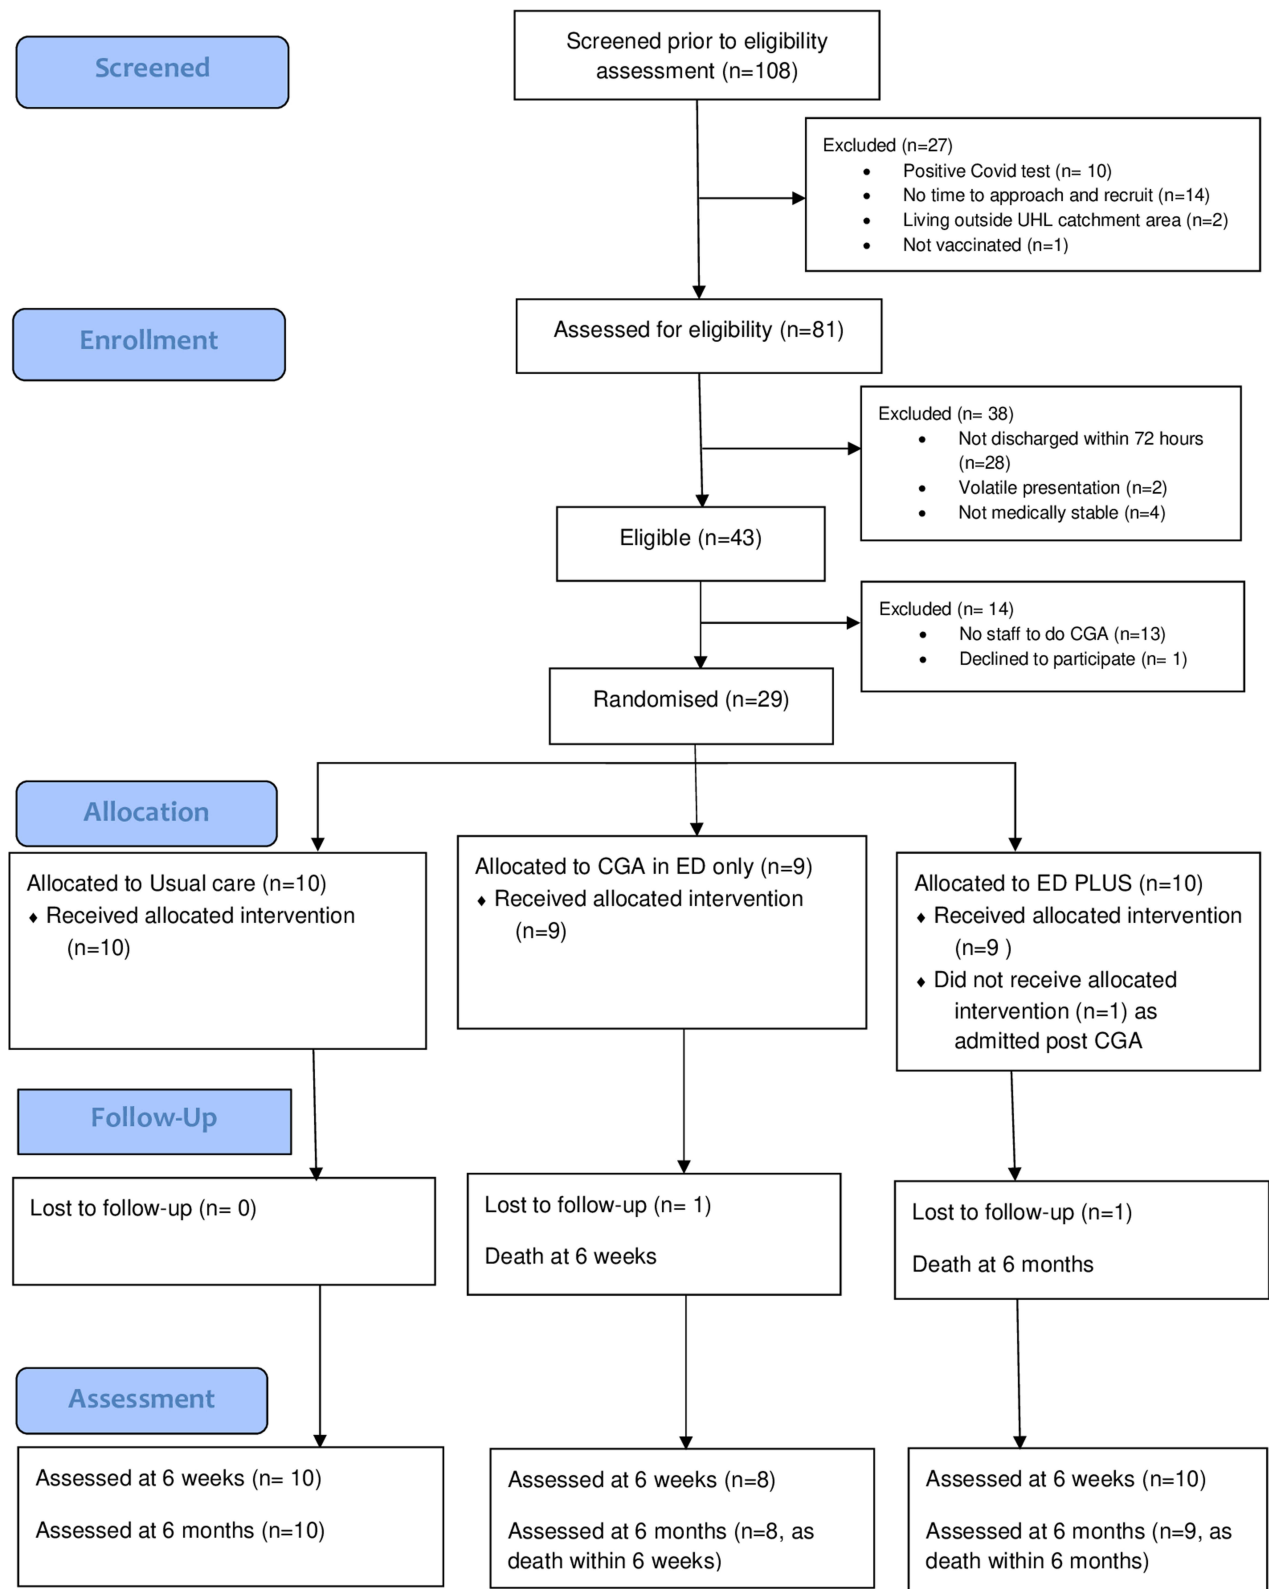 Screened
Screened prior to eligibility
assessment (n=108)
Excluded (n=27)
• Positive Covid test (n= 10)
• No time to approach and recruit (n=14)
• Living outside UHL catchment area (n=2)
• Not vaccinated (n=1)
Enrollment
Assessed for eligibility (n=81)
Excluded (n= 38)
• Not discharged within 72 hours
(n=28)
• Volatile presentation (n=2)
• Not medically stable (n=4)
Eligible (n=43)
Excluded (n= 14)
• No staff to do CGA (n=13)
• Declined to participate (n= 1)
Randomised (n=29)
Allocation
Allocated to Usual care (n=10)
♦ Received allocated intervention
(n=10)
Allocated to CGA in ED only (n=9)
♦ Received allocated intervention
(n=9)
Allocated to ED PLUS (n=10)
♦ Received allocated intervention
(n=9 )
♦ Did not receive allocated
intervention (n=1) as
admitted post CGA
Follow-Up
Lost to follow-up (n= 0)
Lost to follow-up (n= 1)
Death at 6 weeks
Lost to follow-up (n=1)
Death at 6 months
Assessment
Assessed at 6 weeks (n= 10)
Assessed at 6 months (n=10)
Assessed at 6 weeks (n=8)
Assessed at 6 months (n=8, as
death within 6 weeks)
Assessed at 6 weeks (n=10)
Assessed at 6 months (n=9, as
death within 6 months)